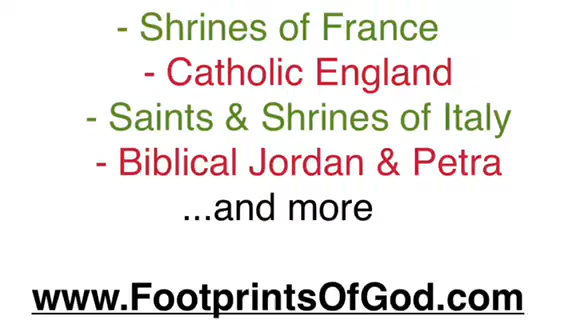 - Shrines of France
- Catholic England
- Saints & Shrines of Italy
- Biblical Jordan & Petra
...and more
www.FootprintsOfGod.com